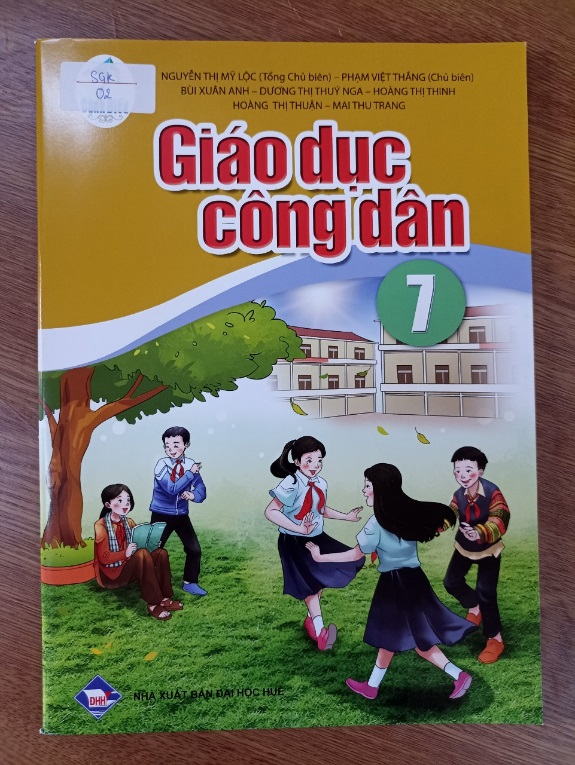 SGK
02
NGUYỄN THỊ MỸ LỘC (Tổng Chủ biên) – PHẠM VIỆT THẮNG (Chủ biên)
BÙI XUÂN ANH – DƯƠNG THỊ THUÝ NGA – HOÀNG THỊ THINH
HOÀNG THỊ THUẬN – MAI THU TRANG
Giáo dục
công dân
7
ĐHH
NHÀ XUẤT BẢN ĐẠI HỌC HUẾ